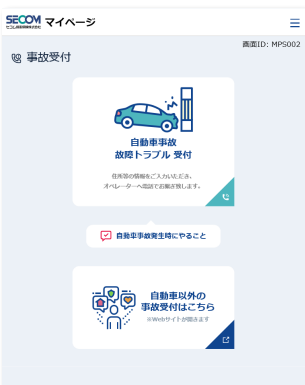 SECOM マイページ
セコム損害保険株式会社
画面ID: MPS002
事故受付
自動車事故
故障トラブル 受付
住所等の情報をご入力いただき、
オペレーターへ電話でお繋ぎ致します。
自動車事故発生時にやること
自動車以外の
事故受付はこちら
※Webサイトが開きます